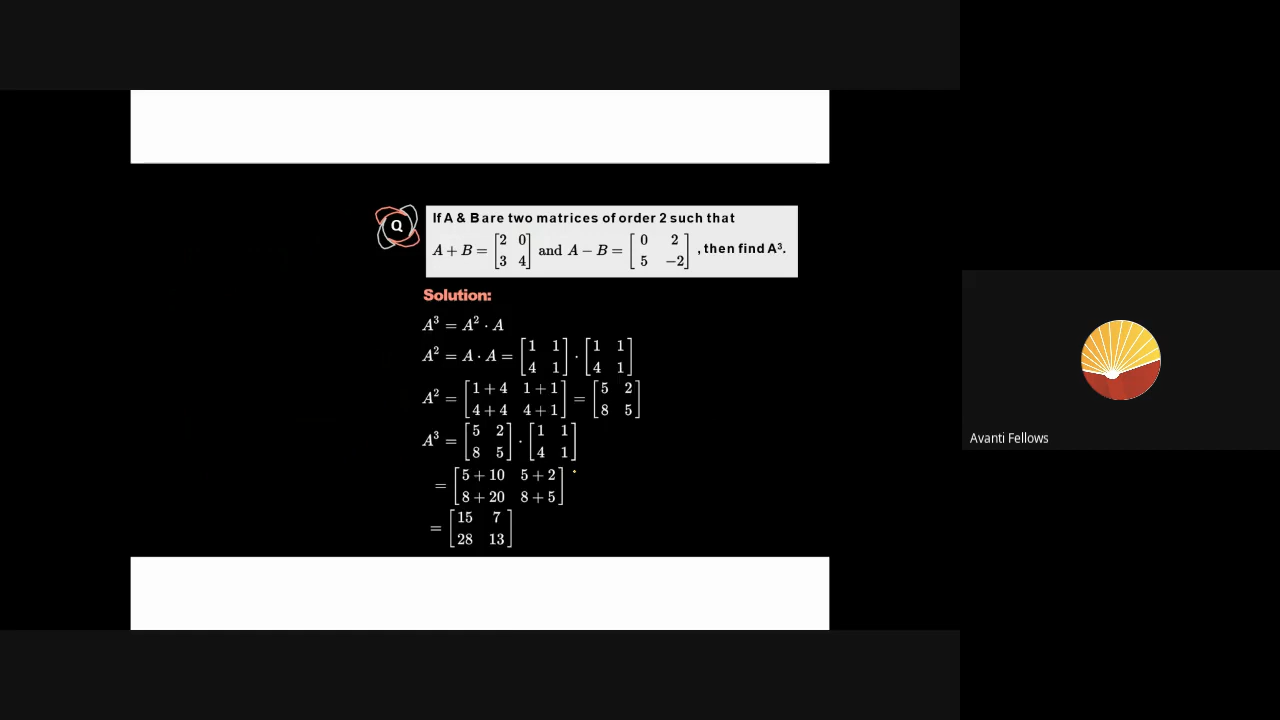 Q
If A & B are two matrices of order 2 such that
A + B = [2 0; 3 4] and A − B = [0 2; 5 −2] , then find A³.
Solution:
A³ = A² · A
A² = A · A = [1 1; 4 1] · [1 1; 4 1]
A² = [1 + 4 1 + 1; 4 + 4 4 + 1] = [5 2; 8 5]
A³ = [5 2; 8 5] · [1 1; 4 1]
= [5 + 10 5 + 2; 8 + 20 8 + 5]
= [15 7; 28 13]
Avanti Fellows